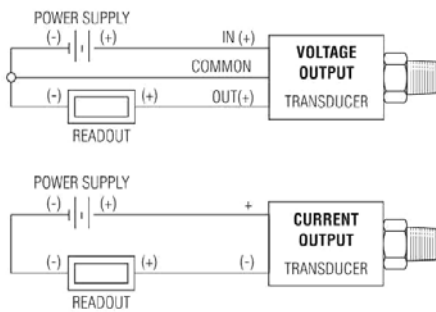 POWER SUPPLY
(-) (+) IN (+)
COMMON
(-) (+) OUT(+)
READOUT
VOLTAGE
OUTPUT
TRANSDUCER
POWER SUPPLY
(-) (+) +
(-) (+) (-)
READOUT
CURRENT
OUTPUT
TRANSDUCER